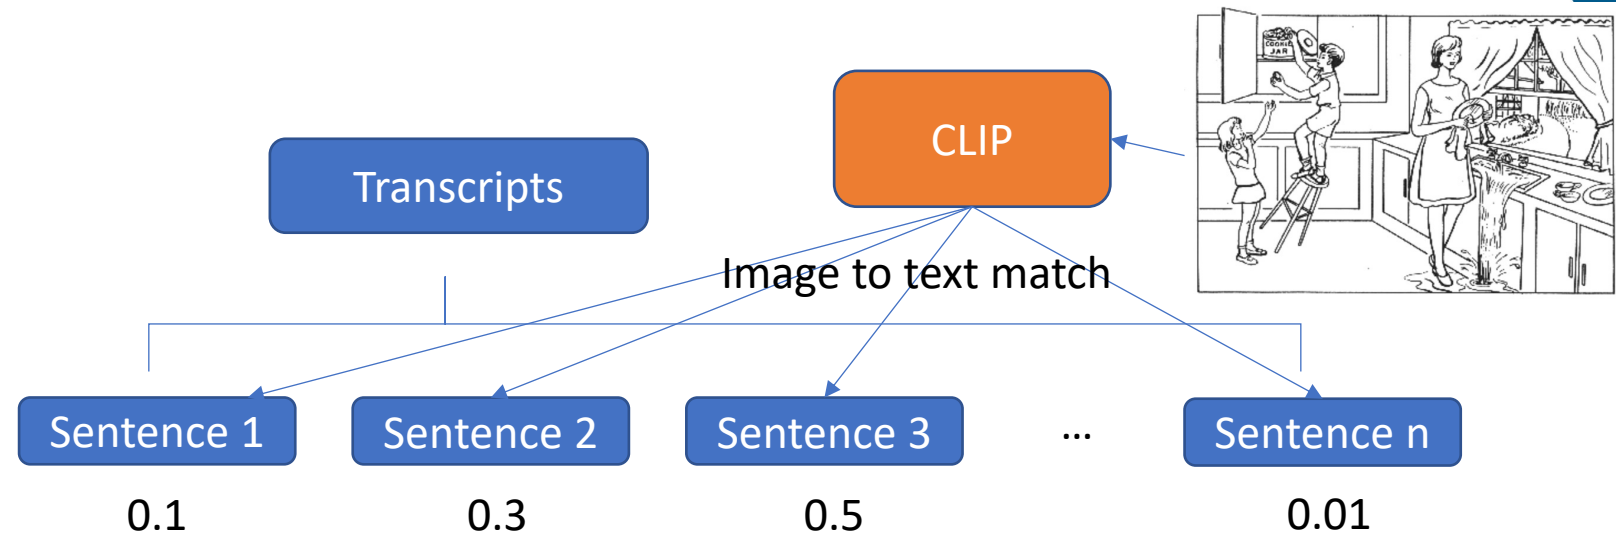 COOKIE
JAR
CLIP
Transcripts
Image to text match
Sentence 1
Sentence 2
Sentence 3
...
Sentence n
0.1
0.3
0.5
0.01